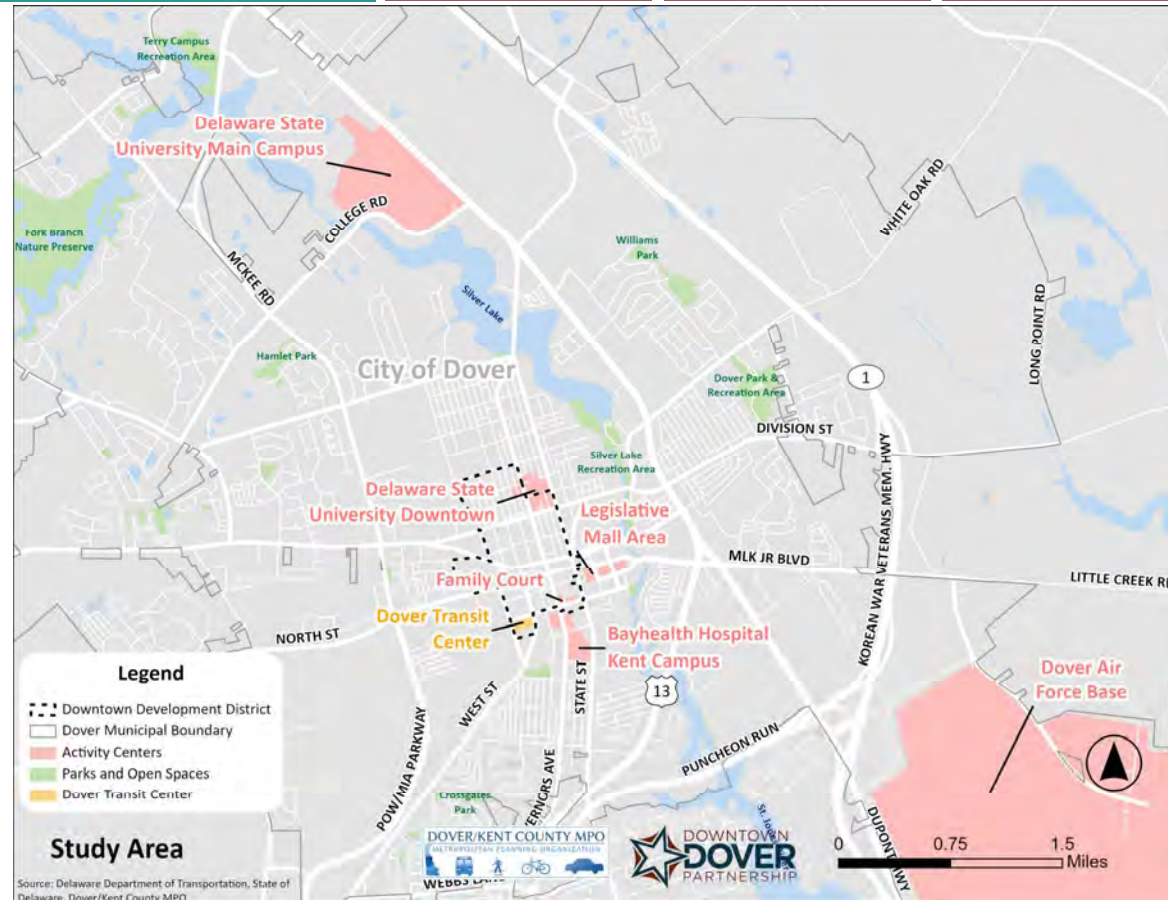 Terry Campus
Recreation Area
Delaware State
University Main Campus
COLLEGE RD
WHITE OAK RD
Fork Branch
Nature Preserve
MCKEE RD
Williams
Park
Silver Lake
LONG POINT RD
Hamlet Park
City of Dover
Dover Park &
Recreation Area
1
DIVISION ST
Silver Lake
Recreation Area
Delaware State
University Downtown
Legislative
Mall Area
KOREAN WAR VETERANS MEM. HWY
MLK JR BLVD
Family Court
LITTLE CREEK RD
Dover Transit
Center
NORTH ST
Bayhealth Hospital
Kent Campus
Dover Air
Force Base
13
STATE ST
WEST ST
PUNCHEON RUN
POW/MIA PARKWAY
Crossgates
Park
AVE
St.
DUPONT HWY
Legend
Downtown Development District
Dover Municipal Boundary
Activity Centers
Parks and Open Spaces
Dover Transit Center
Study Area
Source: Delaware Department of Transportation, State of
Delaware, Dover/Kent County MPO
DOVER/KENT COUNTY MPO
METROPOLITAN PLANNING ORGANIZATION
WEBBS
DOWNTOWN
DOVER
PARTNERSHIP
0 0.75 1.5
Miles